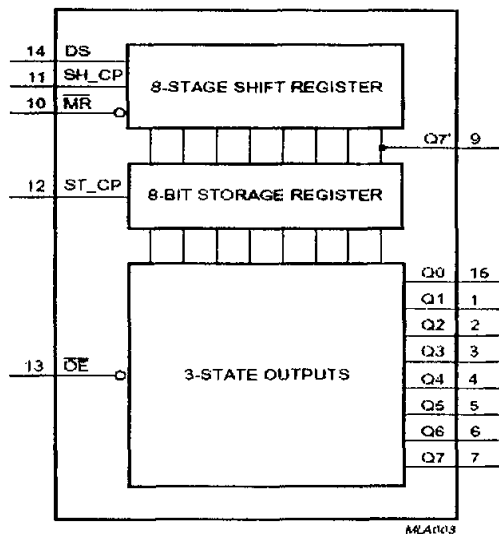 14 DS
11 SH_CP
10 MR
8-STAGE SHIFT REGISTER
Q7' 9
12 ST_CP
8-BIT STORAGE REGISTER
13 OE
3-STATE OUTPUTS
Q0 15
Q1 1
Q2 2
Q3 3
Q4 4
Q5 5
Q6 6
Q7 7
MLA003